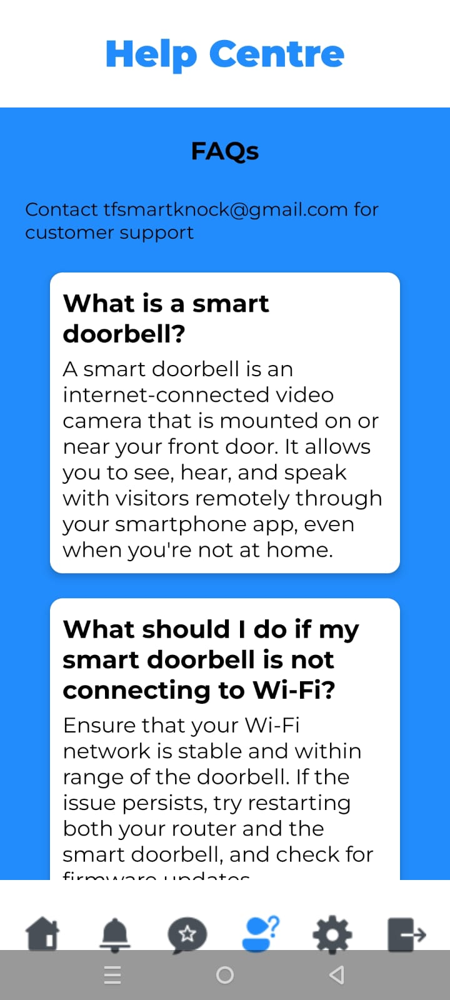 Help Centre
FAQs
Contact tfsmartknock@gmail.com for
customer support
What is a smart
doorbell?
A smart doorbell is an
internet-connected video
camera that is mounted on or
near your front door. It allows
you to see, hear, and speak
with visitors remotely through
your smartphone app, even
when you're not at home.
What should I do if my
smart doorbell is not
connecting to Wi-Fi?
Ensure that your Wi-Fi
network is stable and within
range of the doorbell. If the
issue persists, try restarting
both your router and the
smart doorbell, and check for
firmware updates